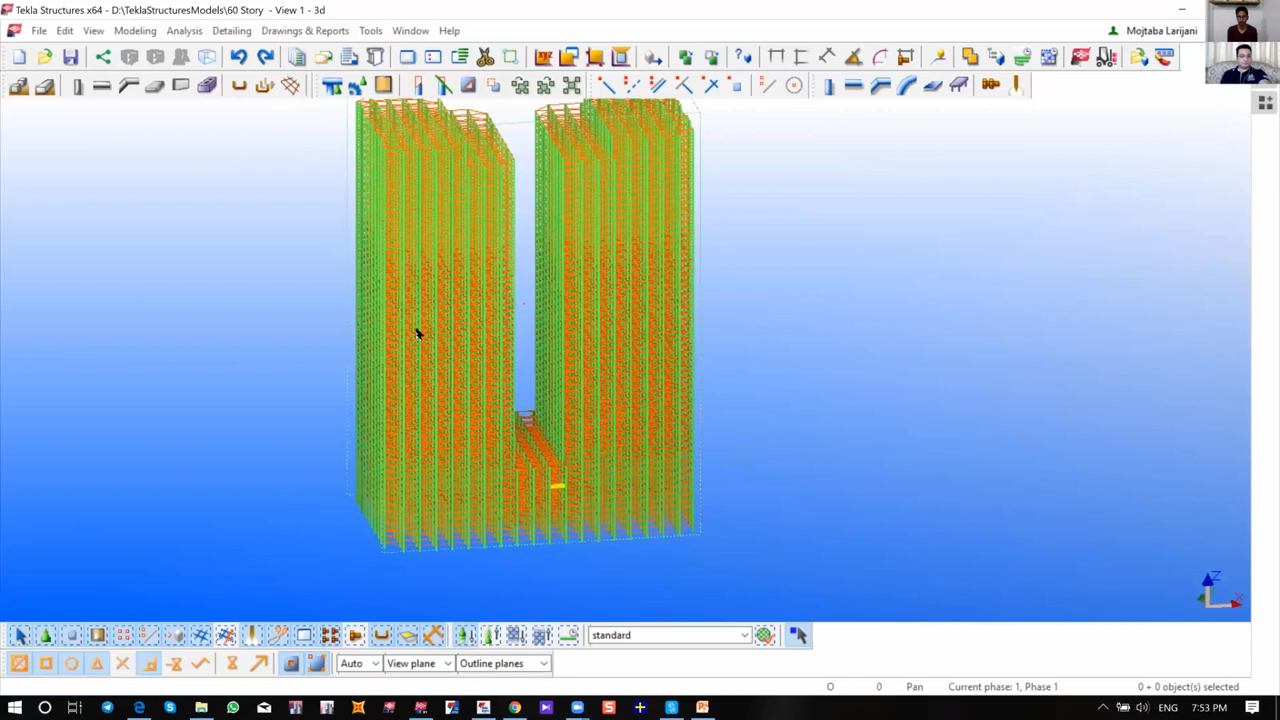 Tekla Structures x64 - D:\TeklaStructuresModels\60 Story - View 1 - 3d
File Edit View Modeling Analysis Detailing Drawings & Reports Tools Window Help
Mojtaba Larijani
xyz
Z
X
standard
Auto
View plane
Outline planes
O 0 Pan Current phase: 1, Phase 1 0 + 0 object(s) selected
ENG 7:53 PM